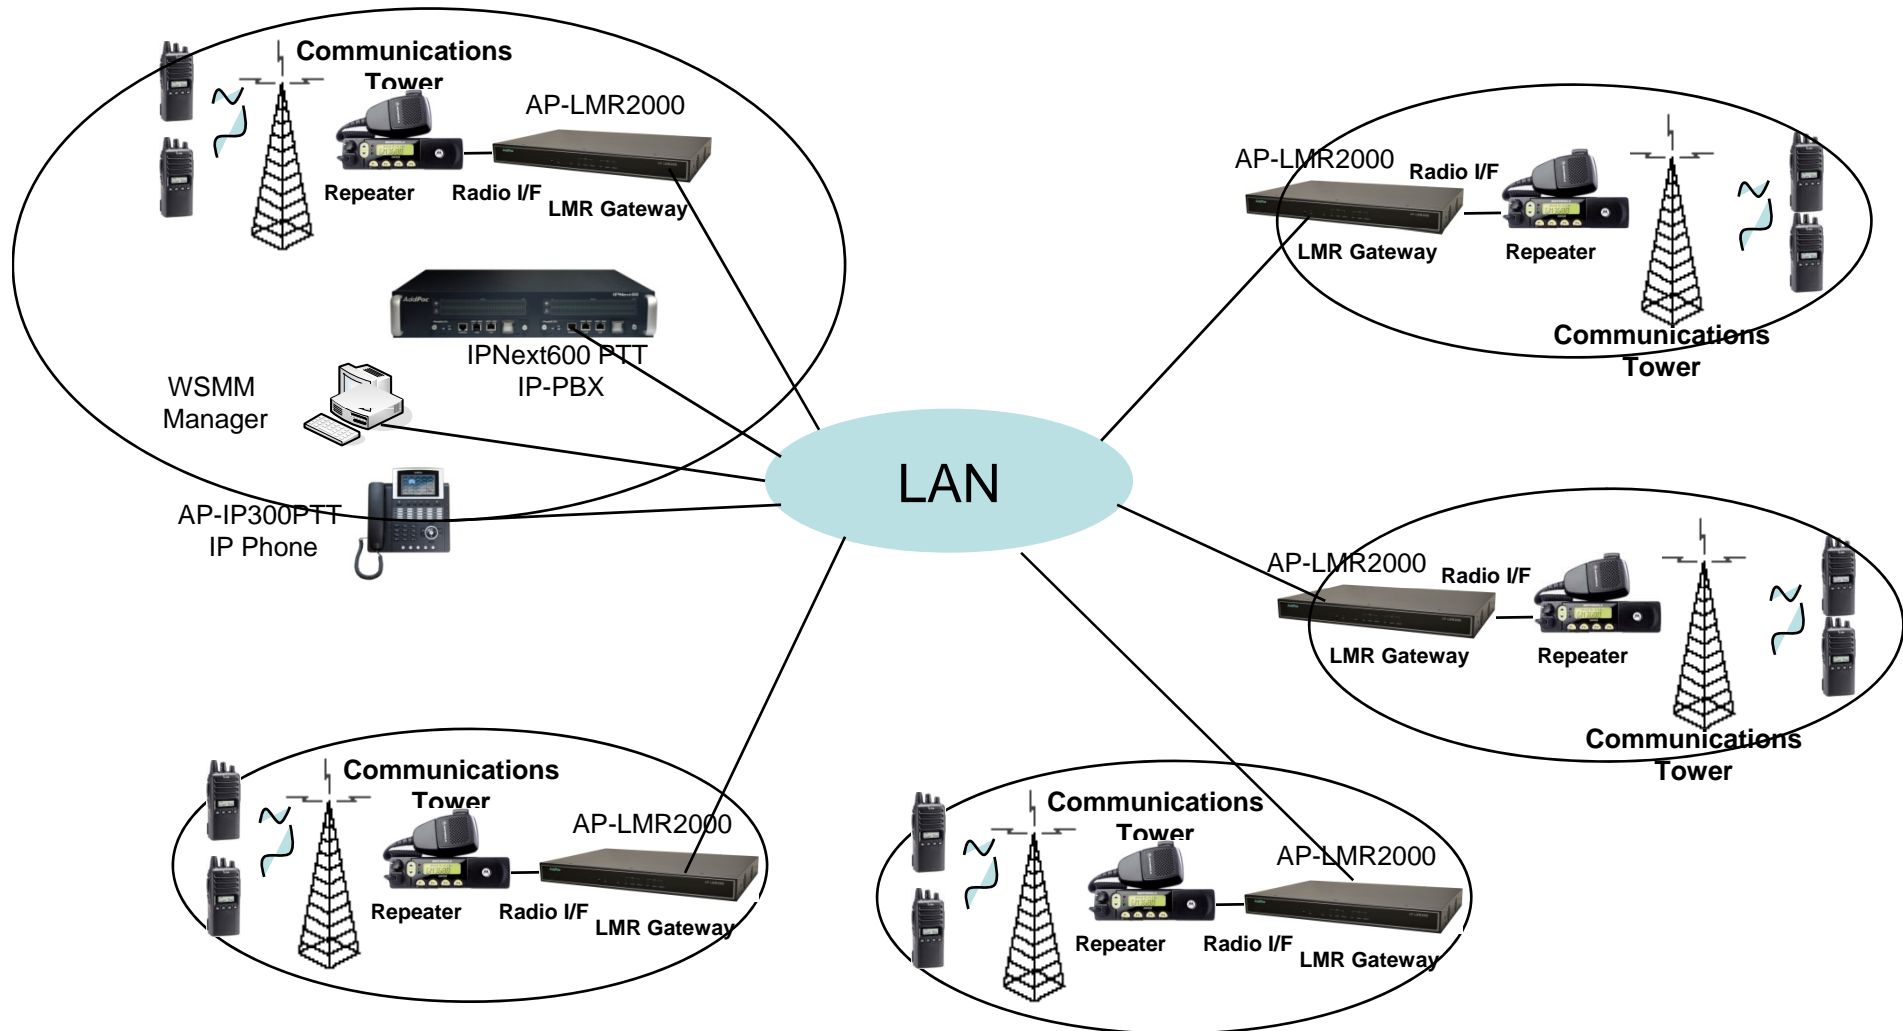 Communications
Tower
AP-LMR2000
Repeater
Radio I/F
LMR Gateway
IPNext600 PTT
IP-PBX
WSMM
Manager
AP-IP300PTT
IP Phone
LAN
AP-LMR2000
Radio I/F
LMR Gateway
Repeater
Communications
Tower
AP-LMR2000
Radio I/F
LMR Gateway
Repeater
Communications
Tower
Communications
Tower
AP-LMR2000
Repeater
Radio I/F
LMR Gateway
Communications
Tower
AP-LMR2000
Repeater
Radio I/F
LMR Gateway